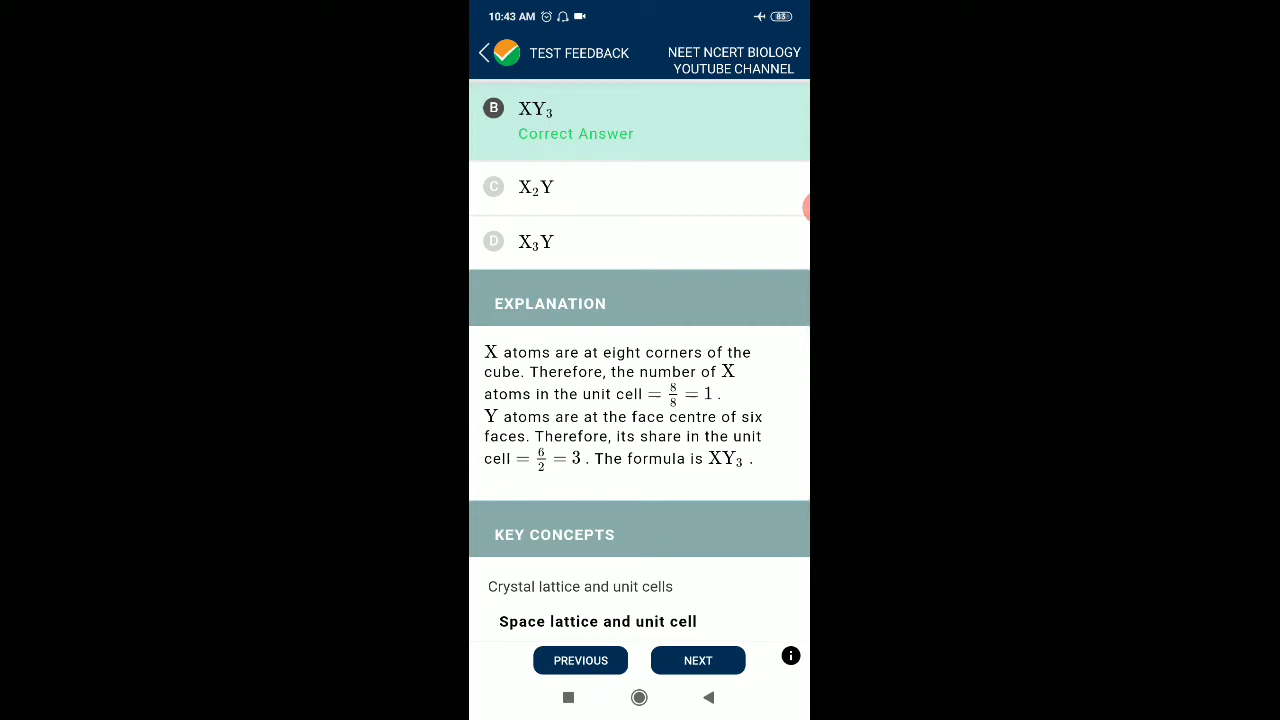 10:43 AM
83
TEST FEEDBACK
NEET NCERT BIOLOGY
YOUTUBE CHANNEL
B XY₃
Correct Answer
C X₂Y
D X₃Y
EXPLANATION
X atoms are at eight corners of the
cube. Therefore, the number of X
atoms in the unit cell = 8/8 = 1 .
Y atoms are at the face centre of six
faces. Therefore, its share in the unit
cell = 6/2 = 3 . The formula is XY₃ .
KEY CONCEPTS
Crystal lattice and unit cells
Space lattice and unit cell
PREVIOUS
NEXT
i